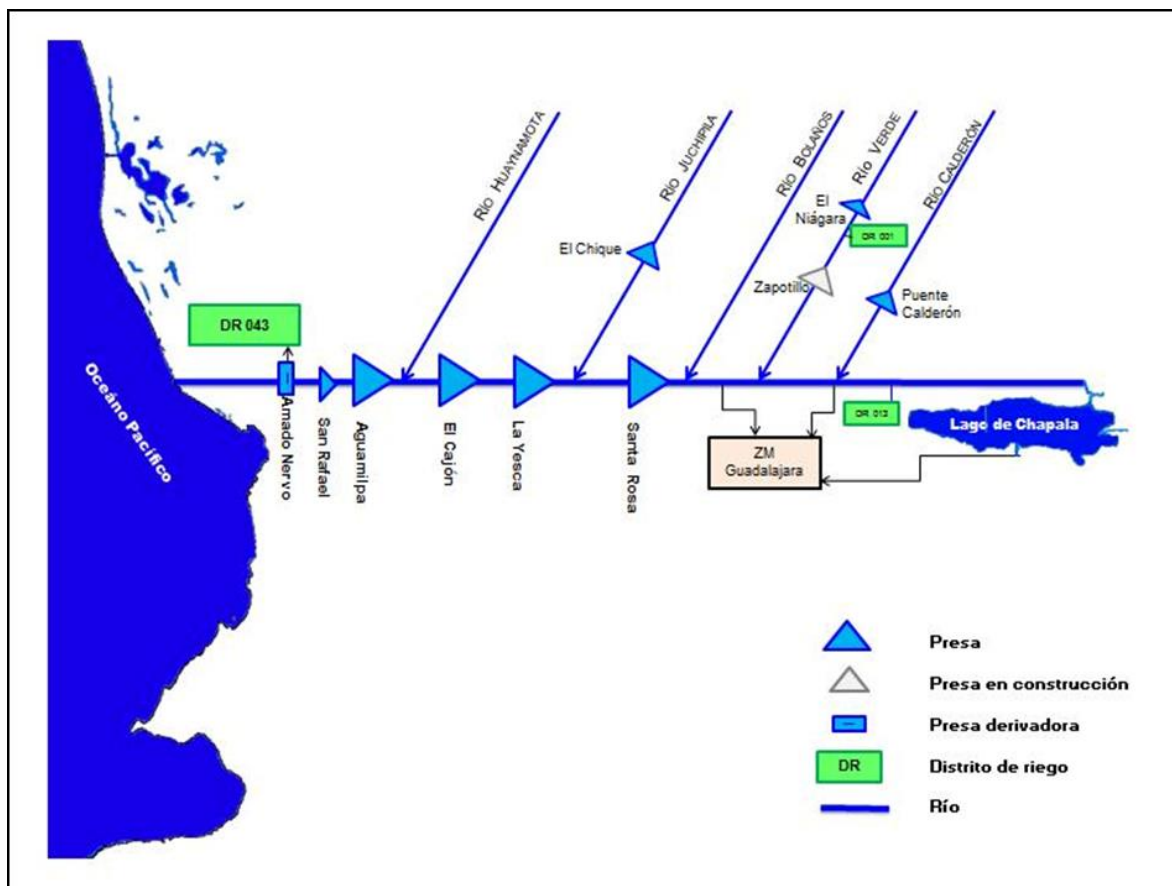 RÍO HUAYNAMOTA
RÍO JUCHIPILA
RÍO BOLAÑOS
RÍO VERDE
RÍO CALDERÓN
El
Niágara
DR 001
El Chique
Zapotillo
Puente
Calderón
DR 043
Océano Pacífico
Amado Nervo
San Rafael
Aguamilpa
El Cajón
La Yesca
Santa Rosa
DR 013
Lago de Chapala
ZM
Guadalajara
Presa
Presa en construcción
Presa derivadora
DR
Distrito de riego
Río